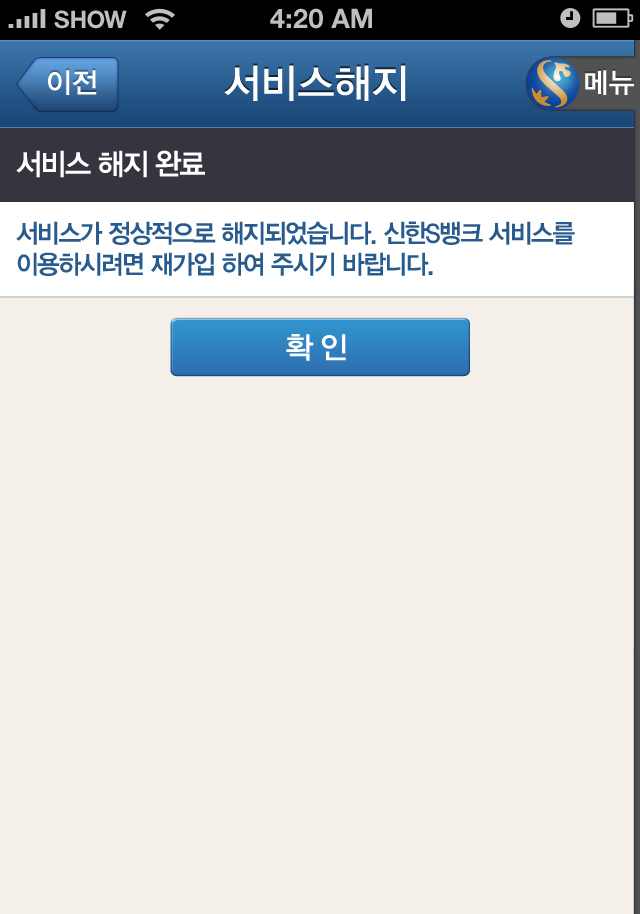 SHOW 4:20 AM
이전 서비스해지 메뉴
서비스 해지 완료
서비스가 정상적으로 해지되었습니다. 신한S뱅크 서비스를
이용하시려면 재가입 하여 주시기 바랍니다.
확 인